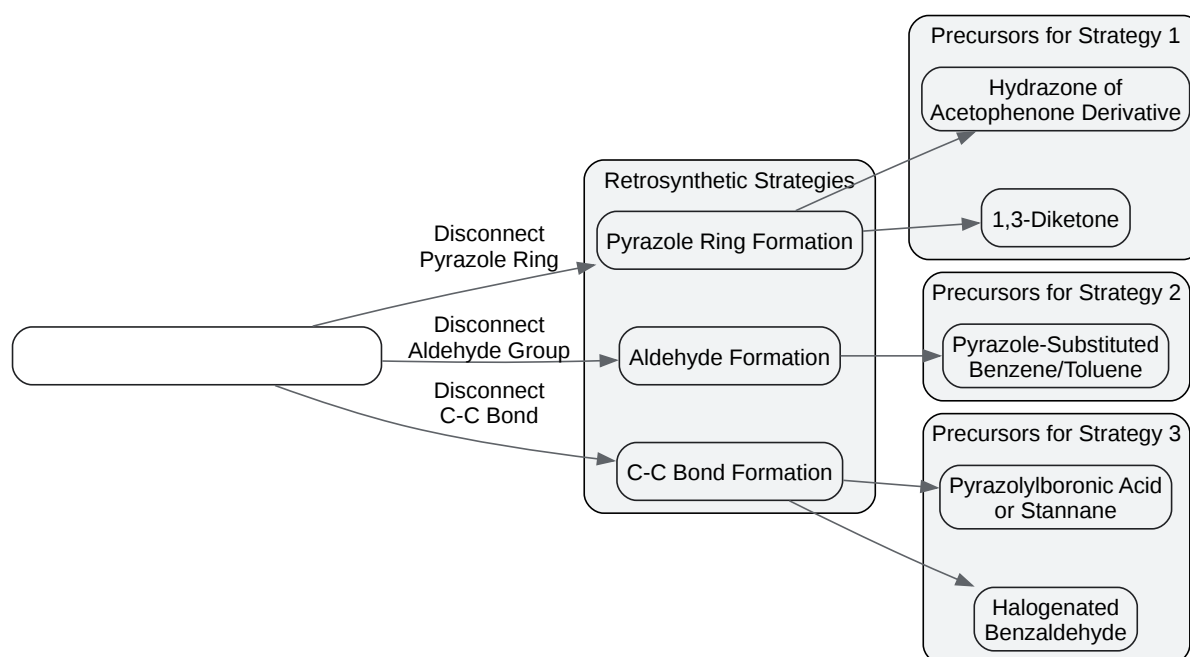 Disconnect
Pyrazole Ring
Disconnect
Aldehyde Group
Disconnect
C-C Bond
Retrosynthetic Strategies
Pyrazole Ring Formation
Aldehyde Formation
C-C Bond Formation
Precursors for Strategy 1
Hydrazone of
Acetophenone Derivative
1,3-Diketone
Precursors for Strategy 2
Pyrazole-Substituted
Benzene/Toluene
Precursors for Strategy 3
Pyrazolylboronic Acid
or Stannane
Halogenated
Benzaldehyde